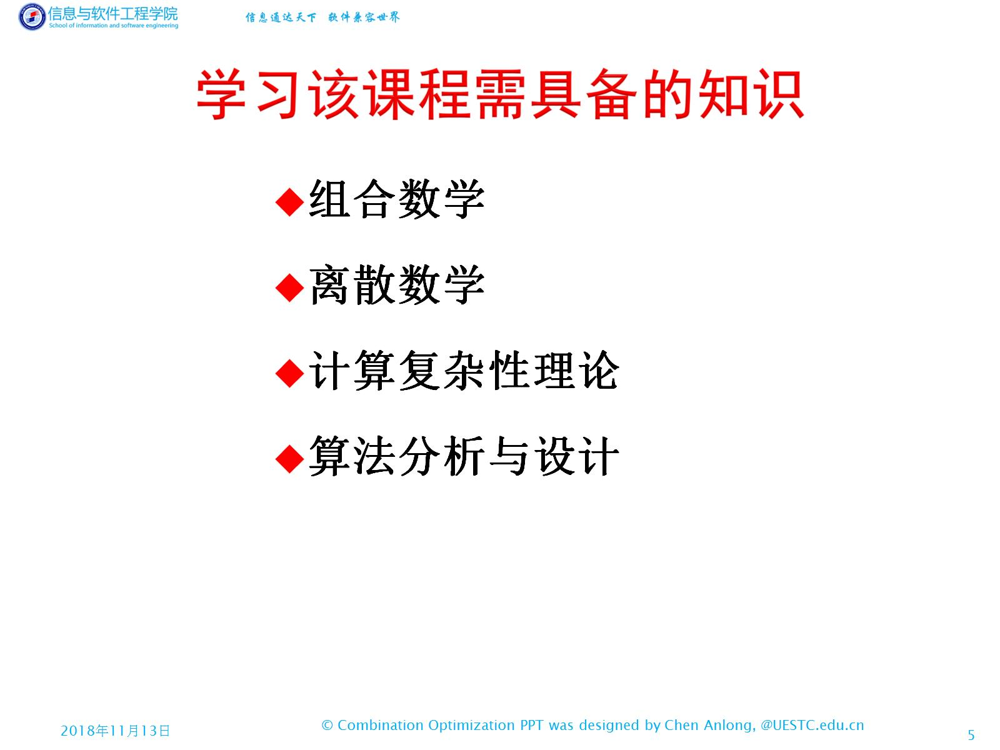 信息与软件工程学院
School of information and software engineering
信息通达天下 软件兼容世界
学习该课程需具备的知识
◆组合数学
◆离散数学
◆计算复杂性理论
◆算法分析与设计
2018年11月13日
© Combination Optimization PPT was designed by Chen Anlong, @UESTC.edu.cn
5